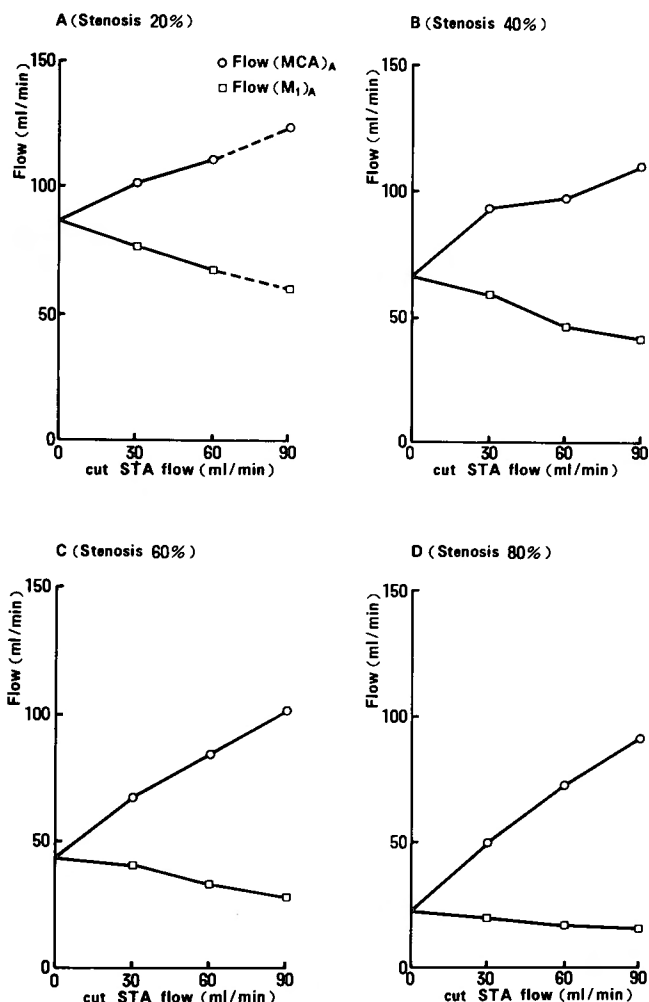 A (Stenosis 20%)
Flow (MCA)A
Flow (M1)A
Flow (ml/min)
150
100
50
0
0 30 60 90
cut STA flow (ml/min)
B (Stenosis 40%)
Flow (ml/min)
150
100
50
0
0 30 60 90
cut STA flow (ml/min)
C (Stenosis 60%)
Flow (ml/min)
150
100
50
0
0 30 60 90
cut STA flow (ml/min)
D (Stenosis 80%)
Flow (ml/min)
150
100
50
0
0 30 60 90
cut STA flow (ml/min)